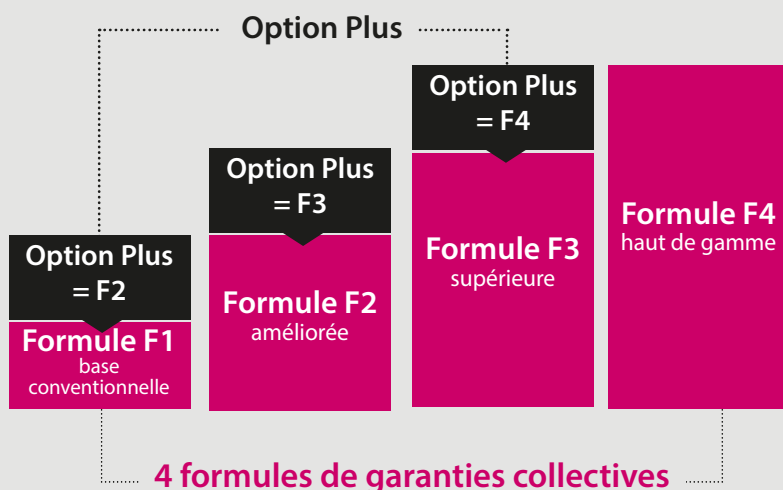 Option Plus
Option Plus
= F2
Formule F1
base
conventionnelle
Option Plus
= F3
Formule F2
améliorée
Option Plus
= F4
Formule F3
supérieure
Formule F4
haut de gamme
4 formules de garanties collectives